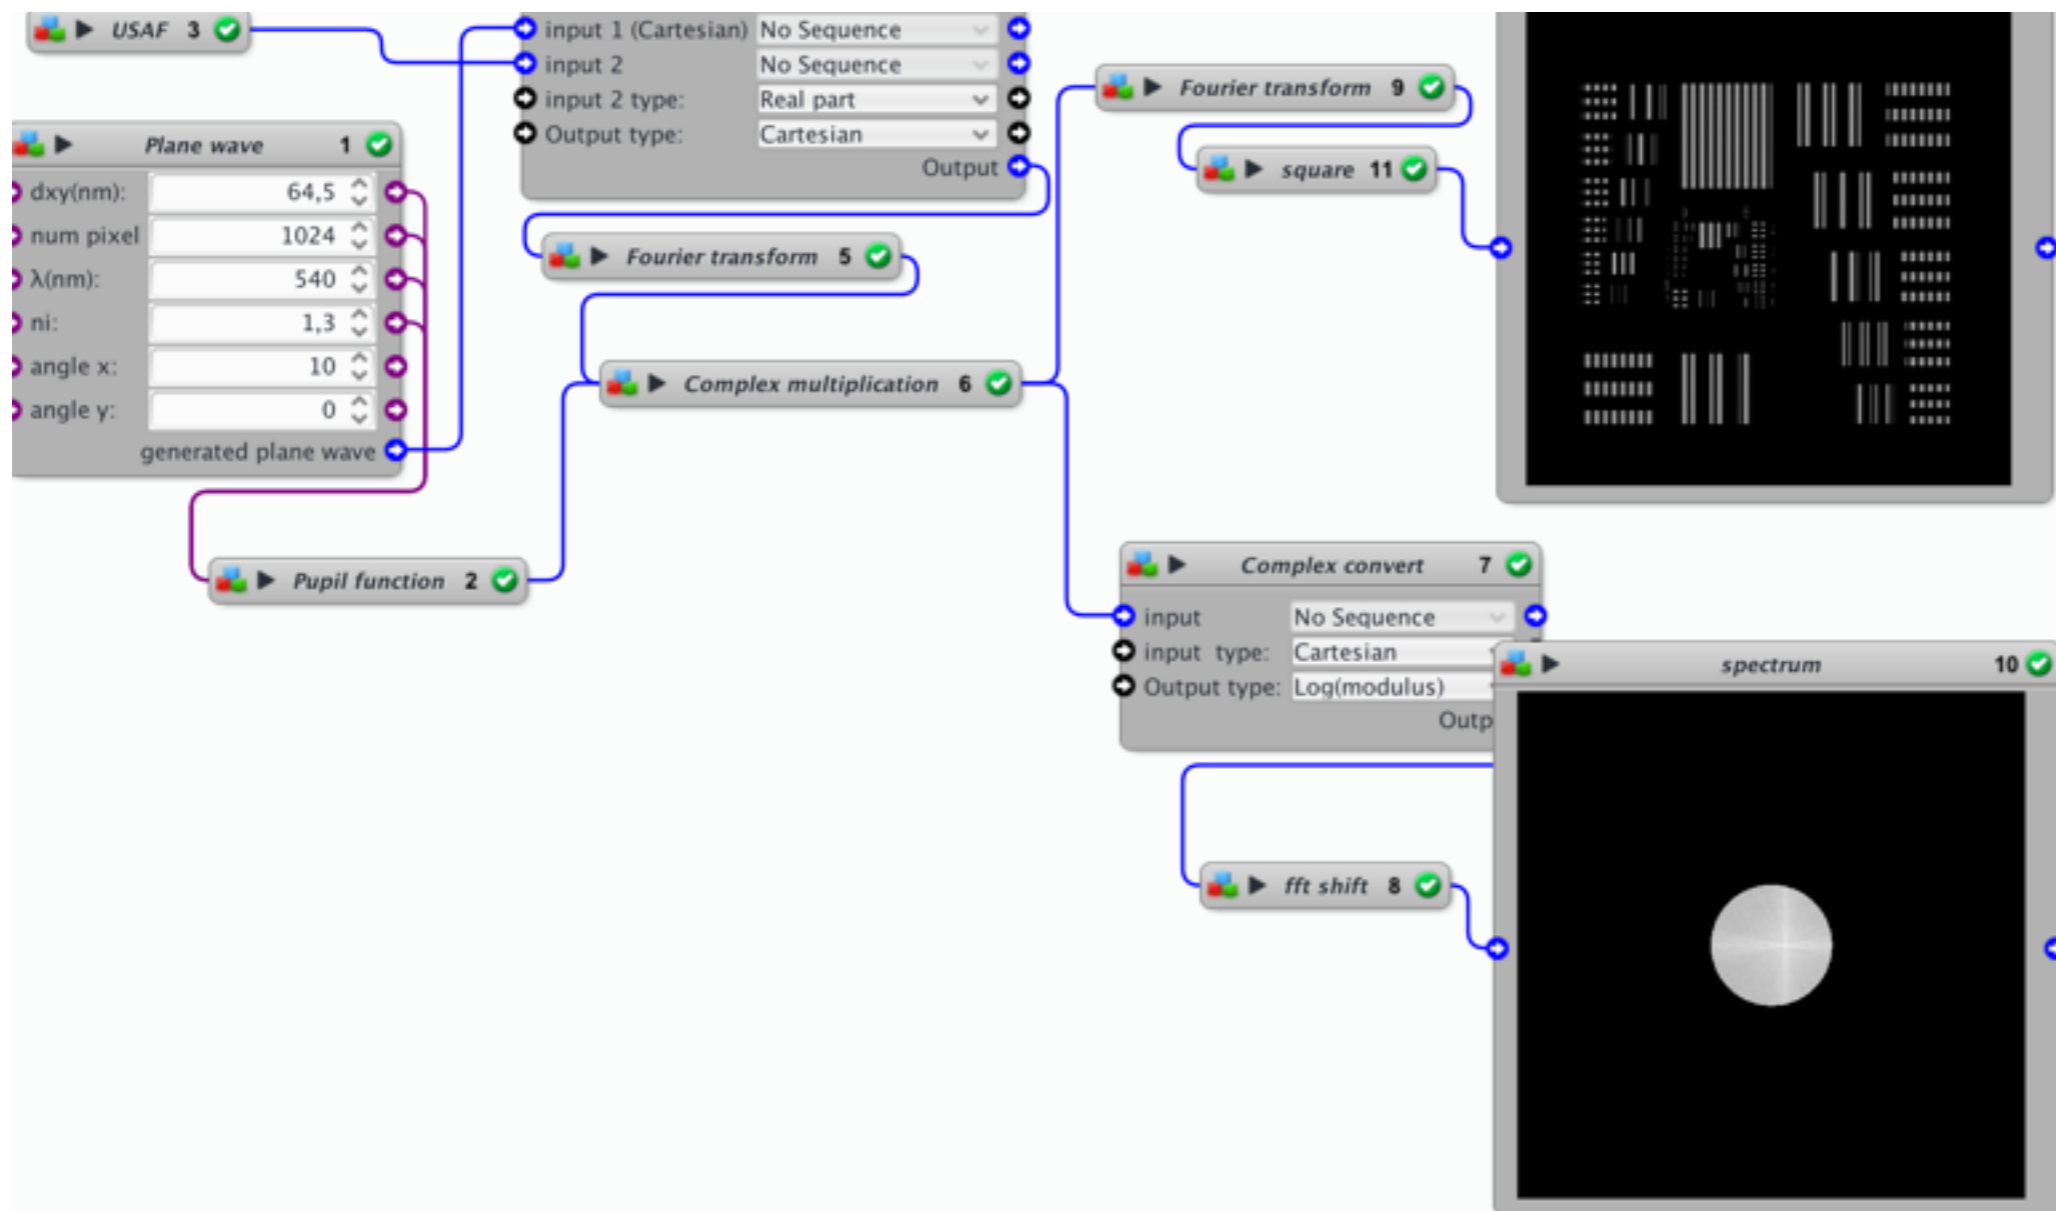 USAF 3
input 1 (Cartesian) No Sequence
input 2 No Sequence
input 2 type: Real part
Output type: Cartesian
Output
Plane wave 1
dxy(nm): 64,5
num pixel 1024
λ(nm): 540
ni: 1,3
angle x: 10
angle y: 0
generated plane wave
Fourier transform 9
square 11
Fourier transform 5
Complex multiplication 6
Pupil function 2
Complex convert 7
input No Sequence
input type: Cartesian
Output type: Log(modulus)
Outp
spectrum 10
fft shift 8